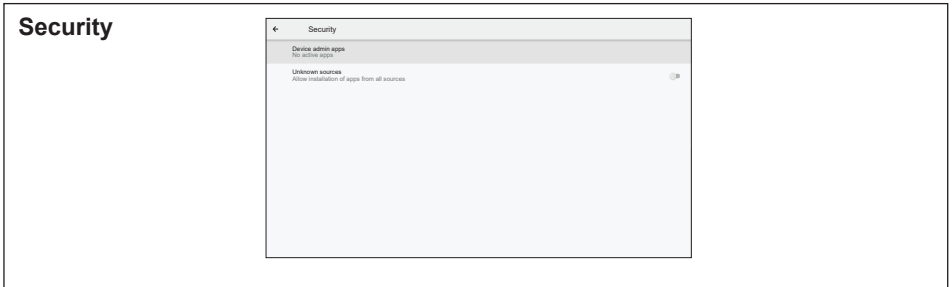 Security
Security
Device admin apps
No active apps
Unknown sources
Allow installation of apps from all sources